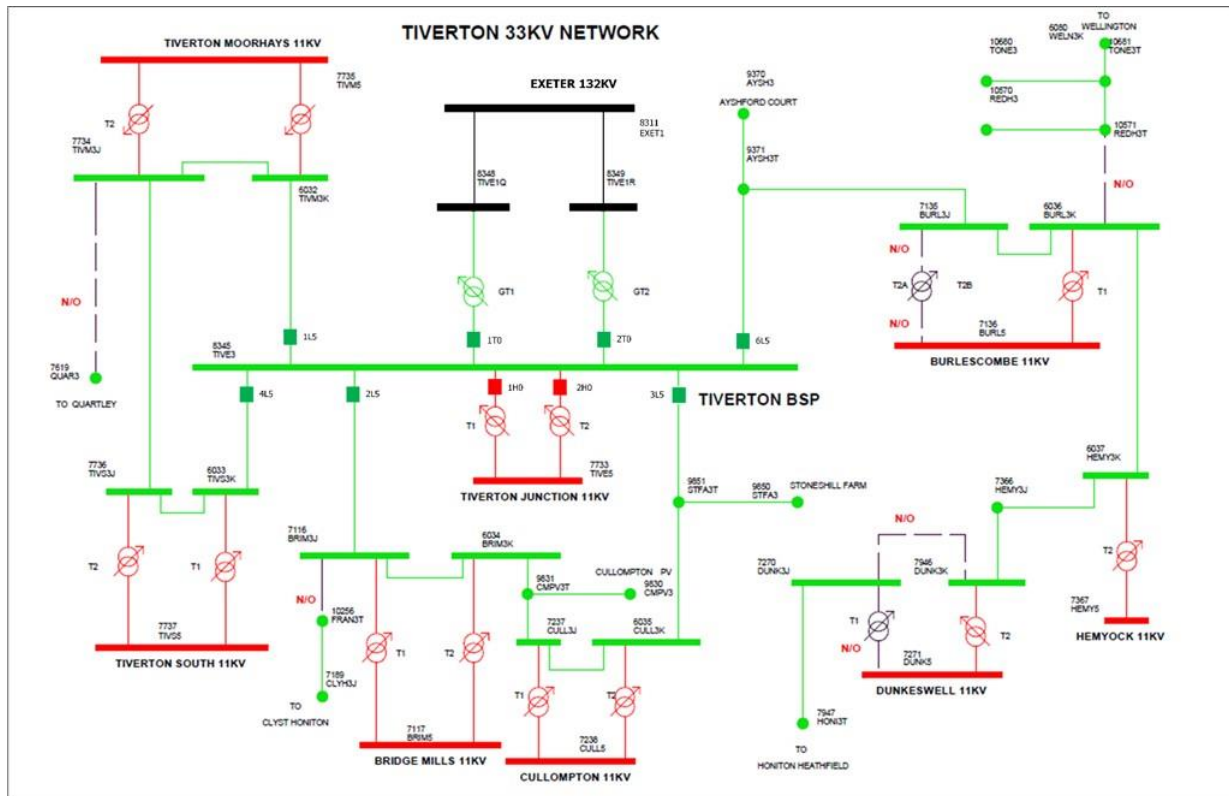 TIVERTON 33KV NETWORK
TIVERTON MOORHAYS 11KV
7735
TIVM5
T2
7734
TIVM3J
6032
TIVM3K
N/O
7619
QUAR3
TO QUARTLEY
1L5
EXETER 132KV
8311
EXET1
8348
TIVE1Q
8349
TIVE1R
GT1
GT2
1T0
2T0
9370
AYSH3
AYSHFORD COURT
9371
AYSH3T
6L5
TO
WELLINGTON
6080
WELN3K
10680
TONE3
10681
TONE3T
10570
REDH3
10571
REDH3T
N/O
7135
BURL3J
6036
BURL3K
N/O
T2A
T2B
T1
N/O
7136
BURL5
BURLESCOMBE 11KV
8345
TIVE3
4L5
2L5
1H0
2H0
3L5
TIVERTON BSP
T1
T2
7733
TIVE5
TIVERTON JUNCTION 11KV
7736
TIVS3J
6033
TIVS3K
T2
T1
7737
TIVS5
TIVERTON SOUTH 11KV
7116
BRIM3J
6034
BRIM3K
N/O
10256
FRAN3T
7189
CLYH3J
TO
CLYST HONITON
T1
T2
7117
BRIM5
BRIDGE MILLS 11KV
9831
CMPV3T
CULLOMPTON PV
9830
CMPV3
7237
CULL3J
6035
CULL3K
T1
T2
7238
CULL5
CULLOMPTON 11KV
9851
STFA3T
9850
STFA3
STONESHILL FARM
6037
HEMY3K
7366
HEMY3J
T2
7367
HEMY5
HEMYOCK 11KV
N/O
7270
DUNK3J
7946
DUNK3K
T1
N/O
T2
7271
DUNK5
DUNKESWELL 11KV
7947
HONI3T
TO
HONITON HEATHFIELD